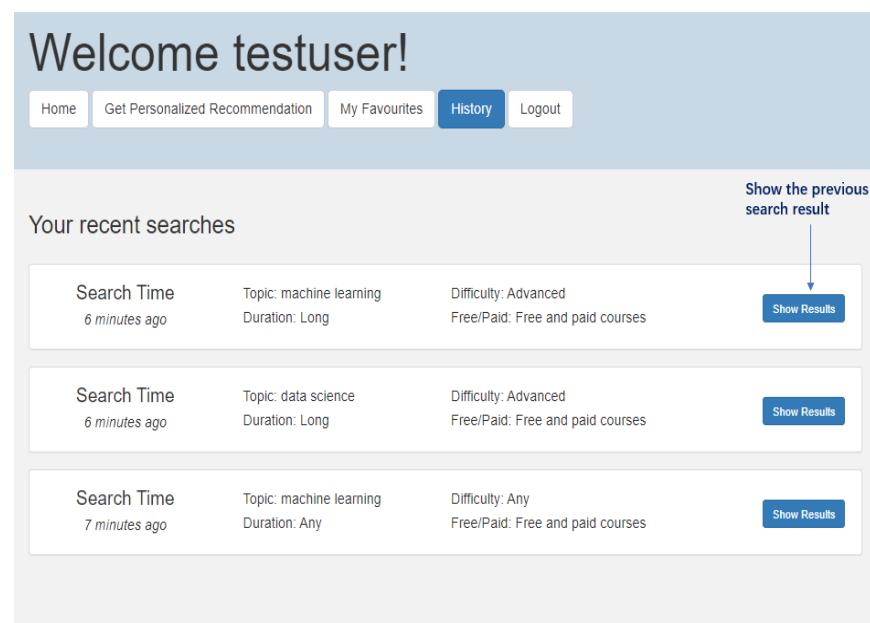 Welcome testuser!
Home Get Personalized Recommendation My Favourites History Logout
Show the previous
search result
Your recent searches
Search Time Topic: machine learning Difficulty: Advanced
6 minutes ago Duration: Long Free/Paid: Free and paid courses
Show Results
Search Time Topic: data science Difficulty: Advanced
6 minutes ago Duration: Long Free/Paid: Free and paid courses
Show Results
Search Time Topic: machine learning Difficulty: Any
7 minutes ago Duration: Any Free/Paid: Free and paid courses
Show Results